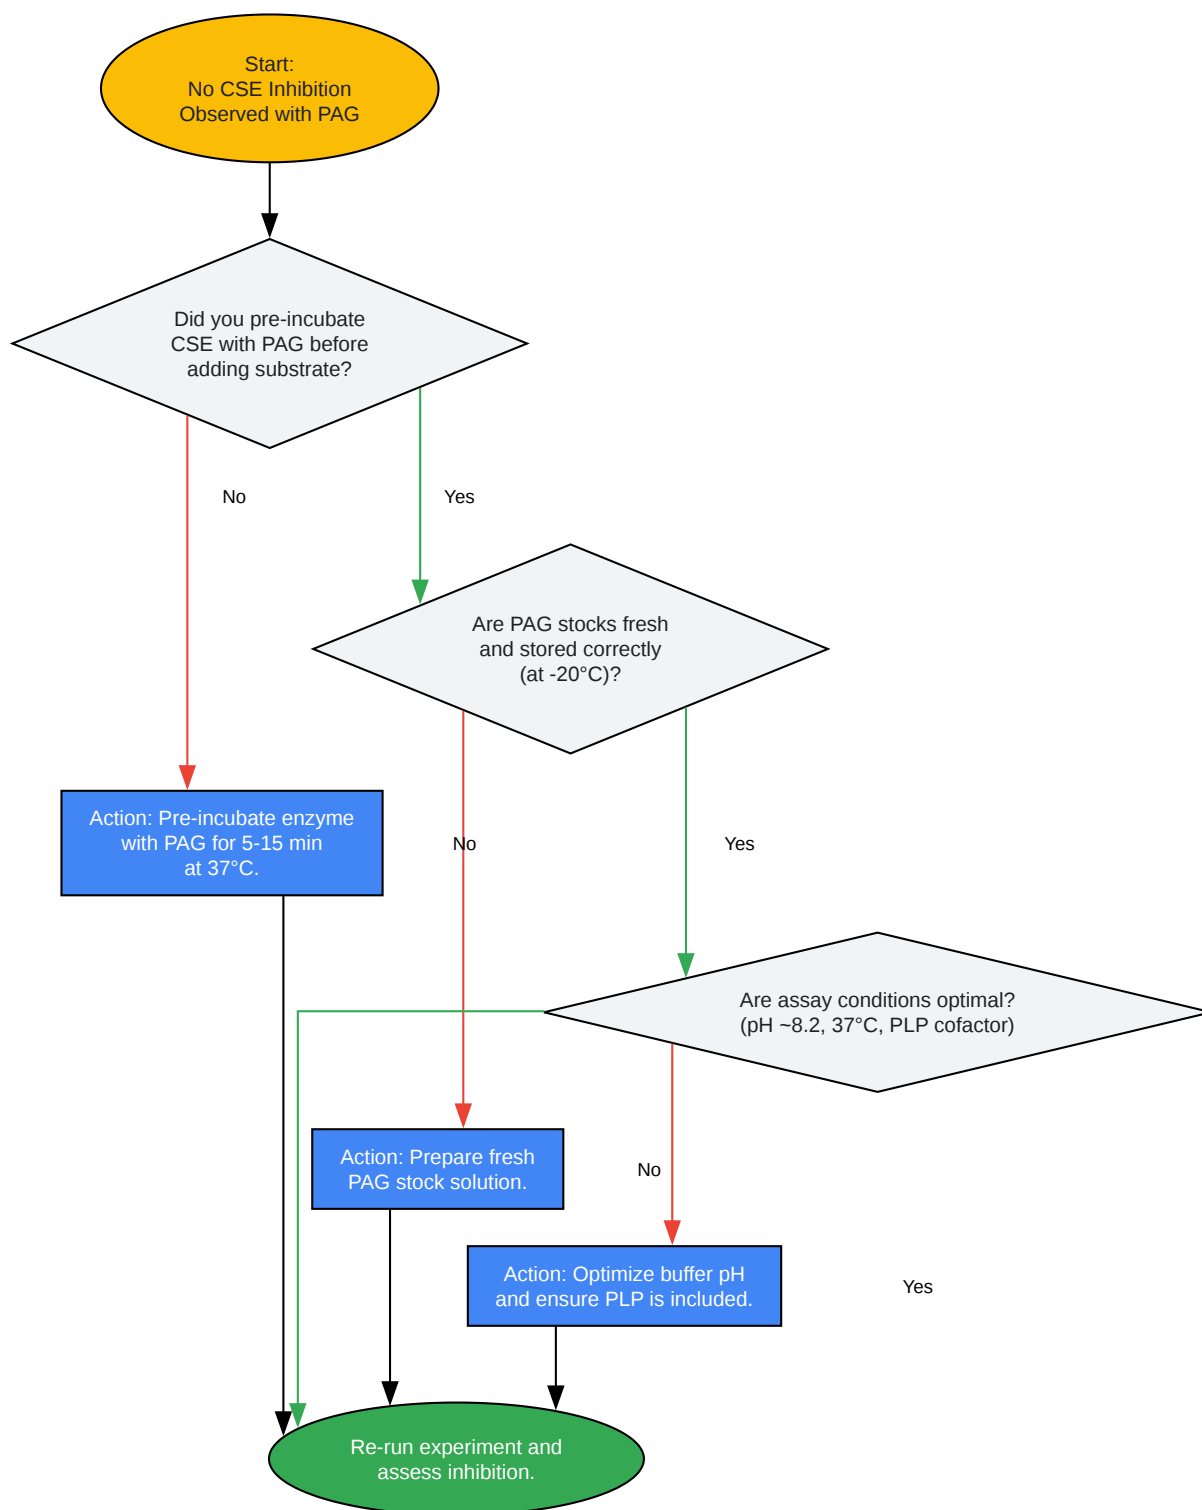 Start:
No CSE Inhibition
Observed with PAG
Did you pre-incubate
CSE with PAG before
adding substrate?
No
Yes
Are PAG stocks fresh
and stored correctly
(at -20°C)?
Action: Pre-incubate enzyme
with PAG for 5-15 min
at 37°C.
No
Yes
Are assay conditions optimal?
(pH ~8.2, 37°C, PLP cofactor)
Action: Prepare fresh
PAG stock solution.
No
Action: Optimize buffer pH
and ensure PLP is included.
Yes
Re-run experiment and
assess inhibition.